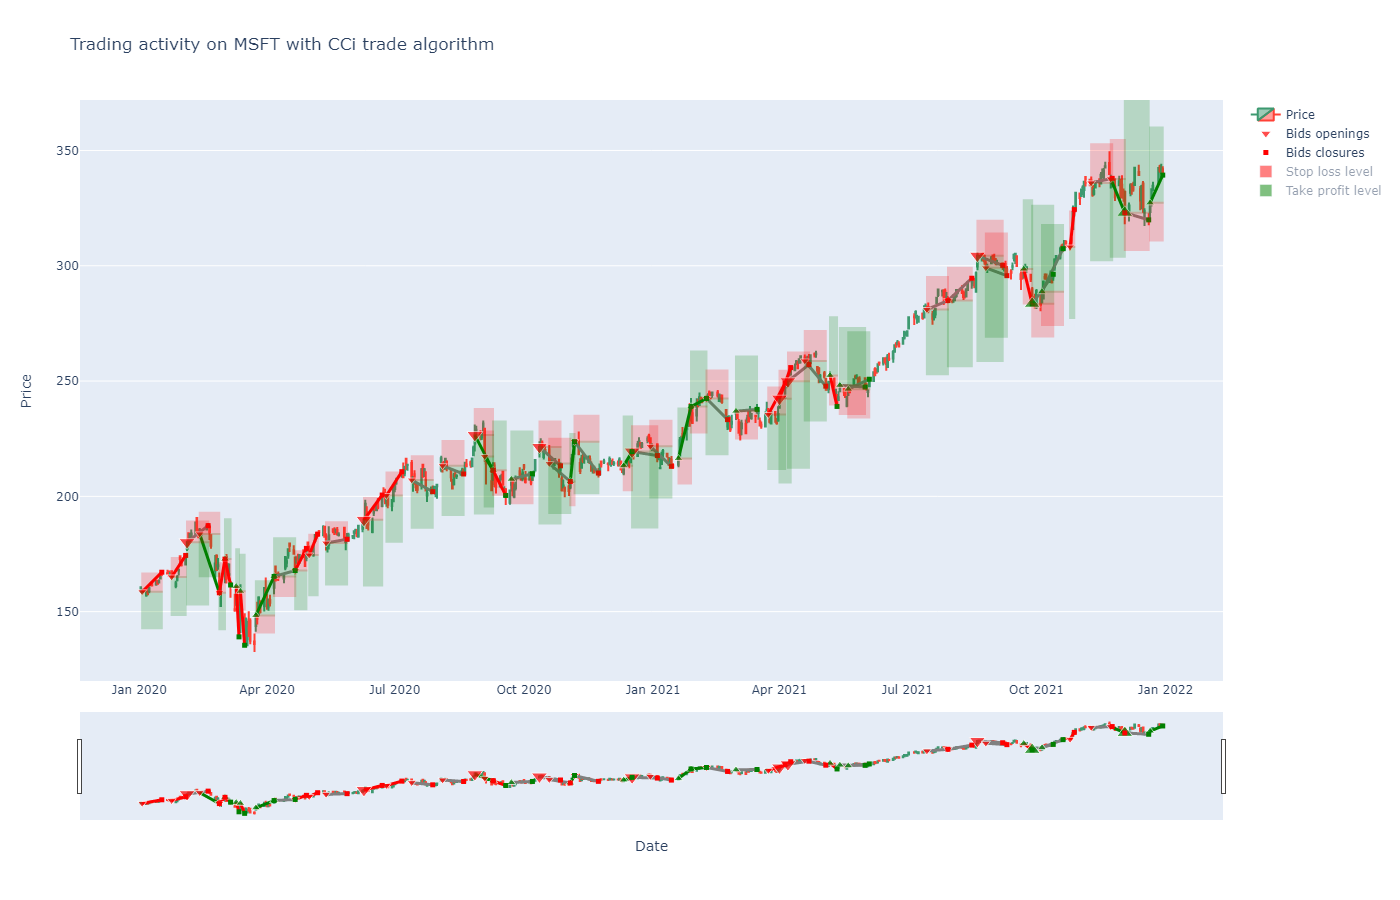 Trading activity on MSFT with CCi trade algorithm
Price
Bids openings
Bids closures
Stop loss level
Take profit level
350
300
250
200
150
Price
Jan 2020
Apr 2020
Jul 2020
Oct 2020
Jan 2021
Apr 2021
Jul 2021
Oct 2021
Jan 2022
Date